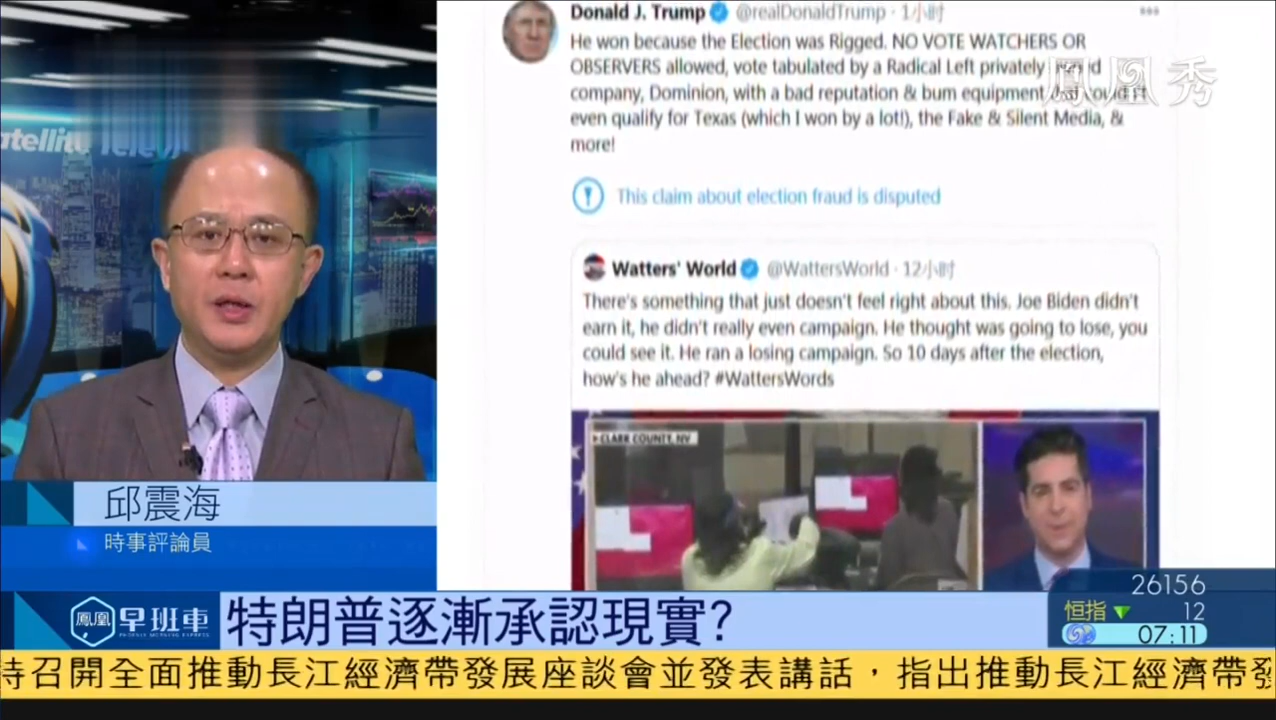 Donald J. Trump @realDonaldTrump · 1小时
He won because the Election was Rigged. NO VOTE WATCHERS OR
OBSERVERS allowed, vote tabulated by a Radical Left privately
鳳凰秀
company, Dominion, with a bad reputation & bum equipment
even qualify for Texas (which I won by a lot!), the Fake & Silent Media, &
more!
This claim about election fraud is disputed
Watters' World @WattersWorld · 12小时
There's something that just doesn't feel right about this. Joe Biden didn't
earn it, he didn't really even campaign. He thought was going to lose, you
could see it. He ran a losing campaign. So 10 days after the election,
how's he ahead? #WattersWords
CLARK COUNTY, NV
邱震海
時事評論員
鳳凰早班車
PHOENIX MORNING EXPRESS
特朗普逐漸承認現實?
26156
恒指 12
07:11
持召開全面推動長江經濟帶發展座談會並發表講話，指出推動長江經濟帶發